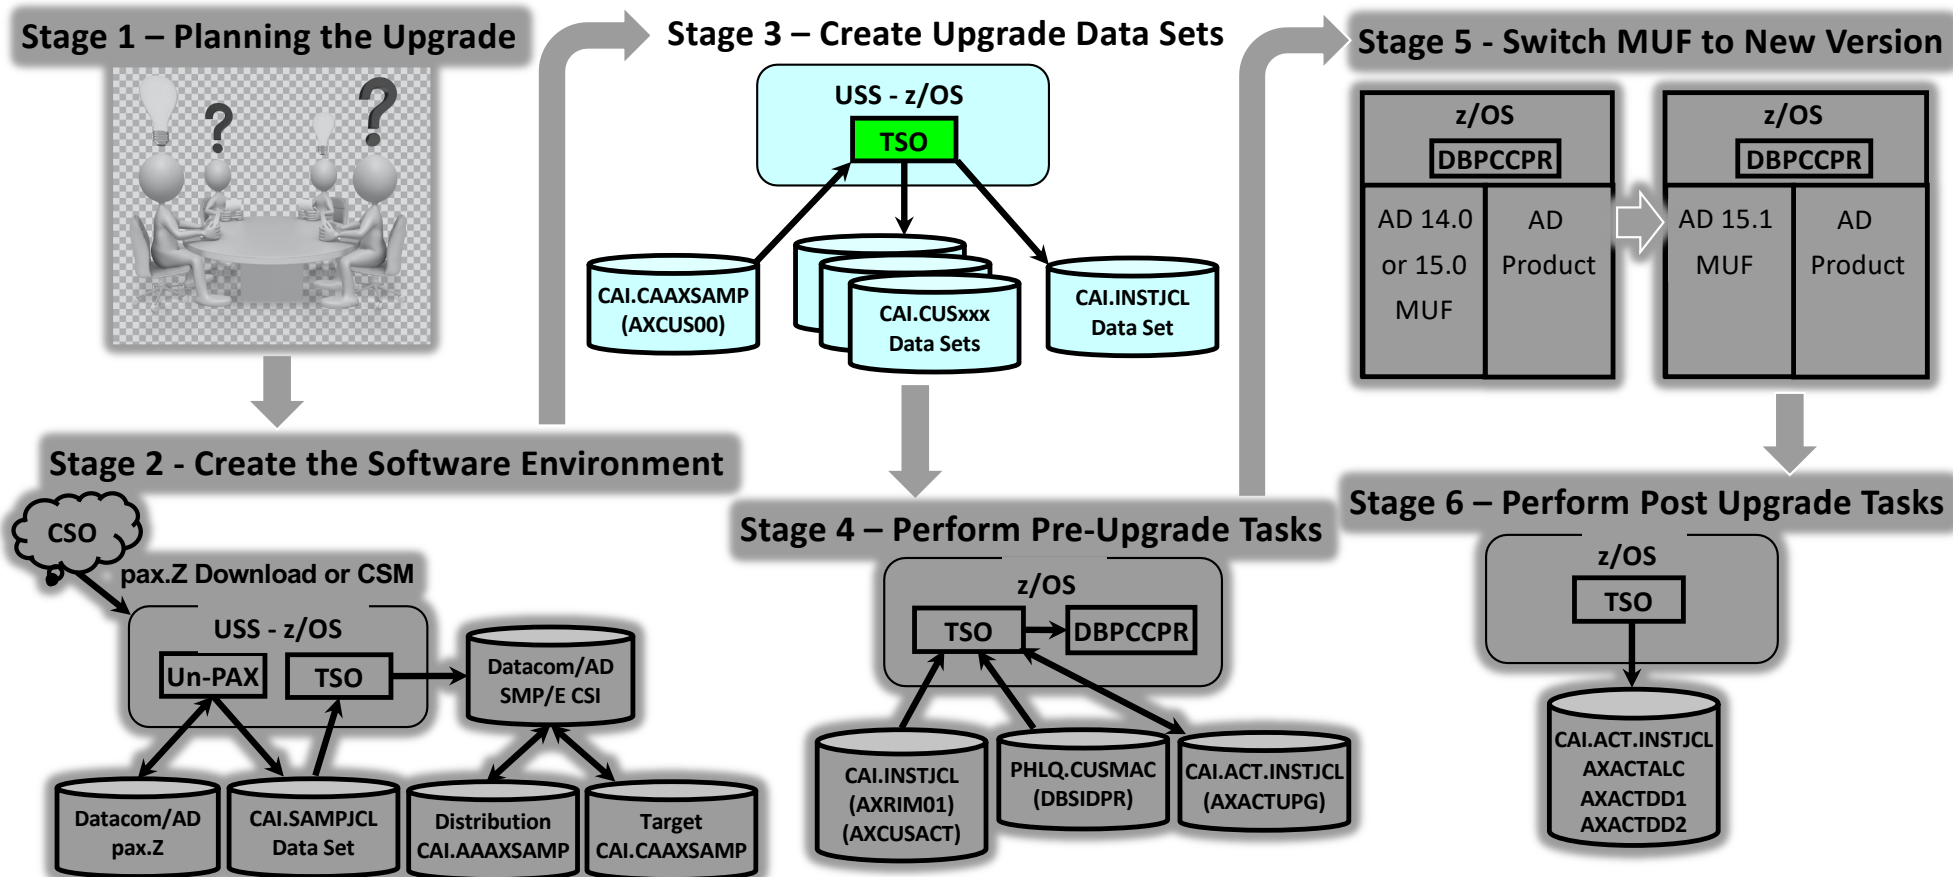 Stage 1 – Planning the Upgrade
?
?
Stage 2 - Create the Software Environment
CSO
pax.Z Download or CSM
USS - z/OS
Un-PAX
TSO
Datacom/AD
SMP/E CSI
Datacom/AD
pax.Z
CAI.SAMPJCL
Data Set
Distribution
CAI.AAAXSAMP
Target
CAI.CAAXSAMP
Stage 3 – Create Upgrade Data Sets
USS - z/OS
TSO
CAI.CAAXSAMP
(AXCUS00)
CAI.CUSxxx
Data Sets
CAI.INSTJCL
Data Set
Stage 4 – Perform Pre-Upgrade Tasks
z/OS
TSO
DBPCCPR
CAI.INSTJCL
(AXRIM01)
(AXCUSACT)
PHLQ.CUSMAC
(DBSIDPR)
CAI.ACT.INSTJCL
(AXACTUPG)
Stage 5 - Switch MUF to New Version
z/OS
DBPCCPR
AD 14.0
or 15.0
MUF
AD
Product
z/OS
DBPCCPR
AD 15.1
MUF
AD
Product
Stage 6 – Perform Post Upgrade Tasks
z/OS
TSO
CAI.ACT.INSTJCL
AXACTALC
AXACTDD1
AXACTDD2